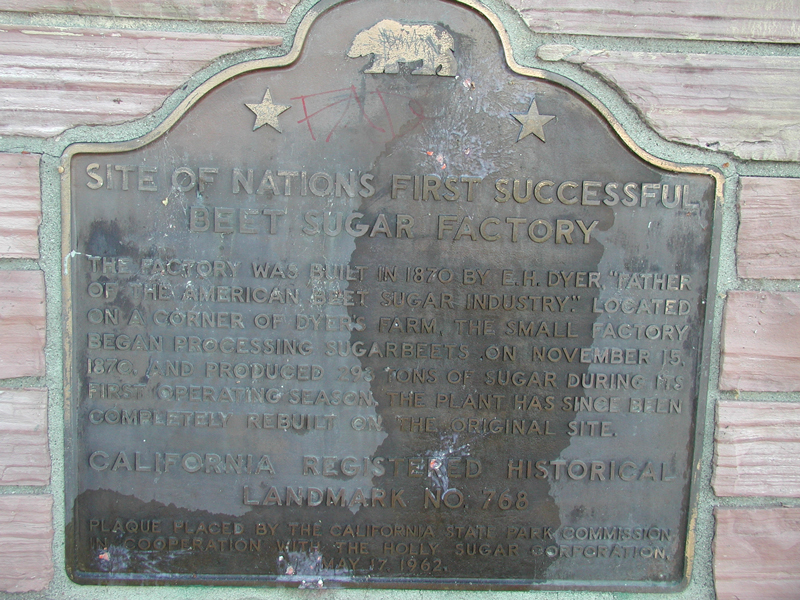 SITE OF NATIONS FIRST SUCCESSFUL
BEET SUGAR FACTORY
THE FACTORY WAS BUILT IN 1870 BY E.H. DYER, "FATHER
OF THE AMERICAN BEET SUGAR INDUSTRY." LOCATED
ON A CORNER OF DYER'S FARM, THE SMALL FACTORY
BEGAN PROCESSING SUGARBEETS ON NOVEMBER 15,
1870, AND PRODUCED 293 TONS OF SUGAR DURING ITS
FIRST OPERATING SEASON. THE PLANT HAS SINCE BEEN
COMPLETELY REBUILT ON THE ORIGINAL SITE.
CALIFORNIA REGISTERED HISTORICAL
LANDMARK NO. 768
PLAQUE PLACED BY THE CALIFORNIA STATE PARK COMMISSION
IN COOPERATION WITH THE HOLLY SUGAR CORPORATION,
MAY 17, 1962.